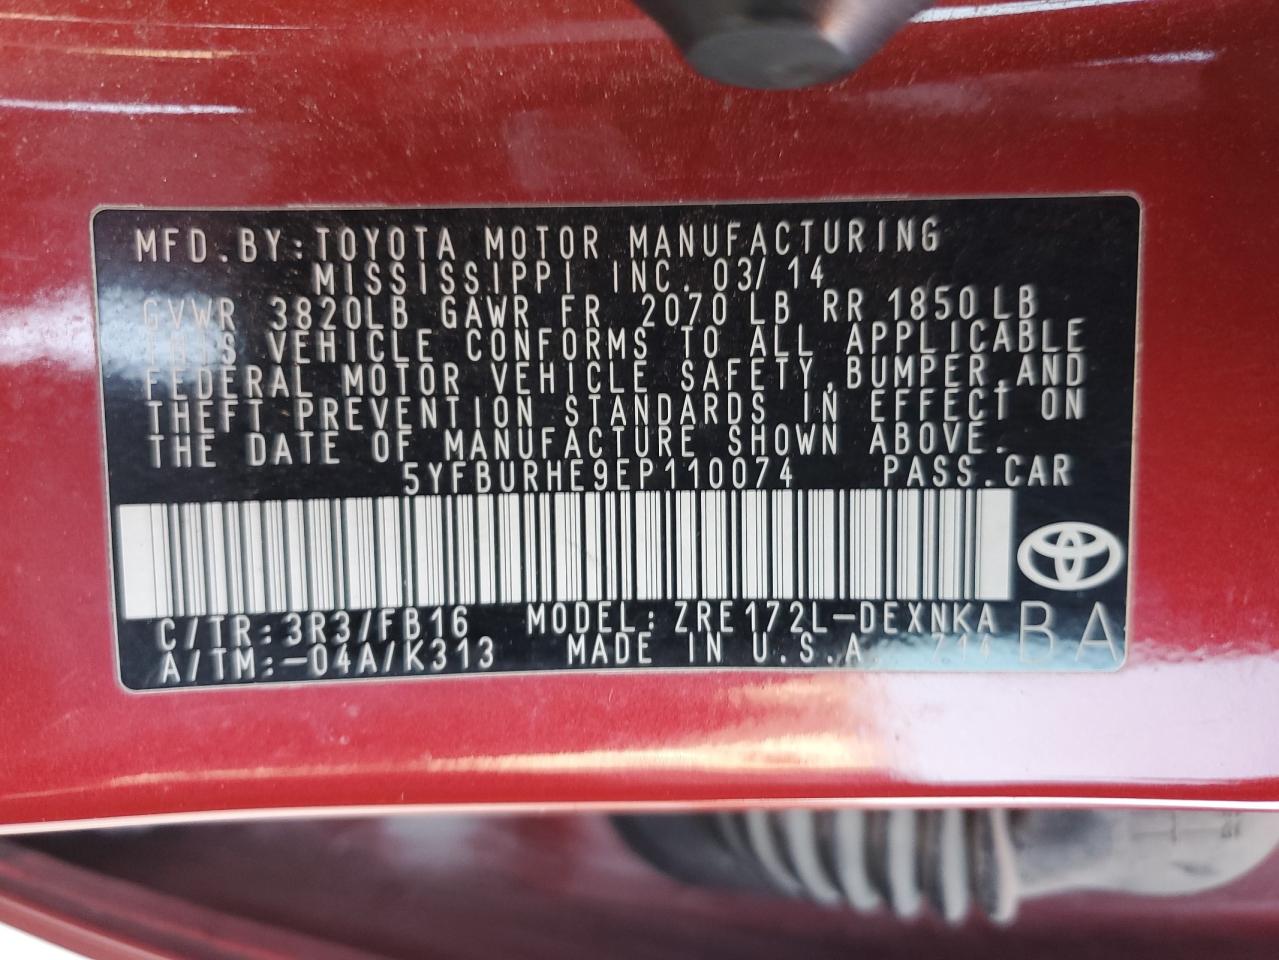 MFD. BY: TOYOTA MOTOR MANUFACTURING
MISSISSIPPI INC. 03/14
GVWR 3820LB GAWR FR 2070 LB RR 1850 LB
THIS VEHICLE CONFORMS TO ALL APPLICABLE
FEDERAL MOTOR VEHICLE SAFETY, BUMPER, AND
THEFT PREVENTION STANDARDS IN EFFECT ON
THE DATE OF MANUFACTURE SHOWN ABOVE.
5YFBURHE9EP110074 PASS. CAR
C/TR: 3R3/FB16 MODEL: ZRE172L-DEXNKA
A/TM: -04A/K313 MADE IN U.S.A. 714
BA